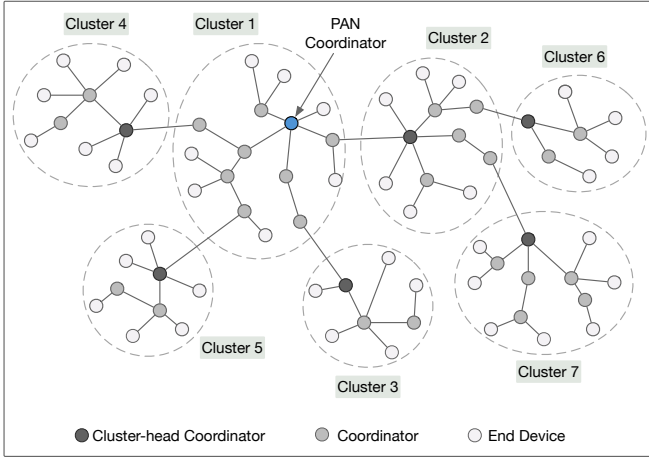 Cluster 4
Cluster 1
PAN
Coordinator
Cluster 2
Cluster 6
Cluster 5
Cluster 3
Cluster 7
Cluster-head Coordinator
Coordinator
End Device